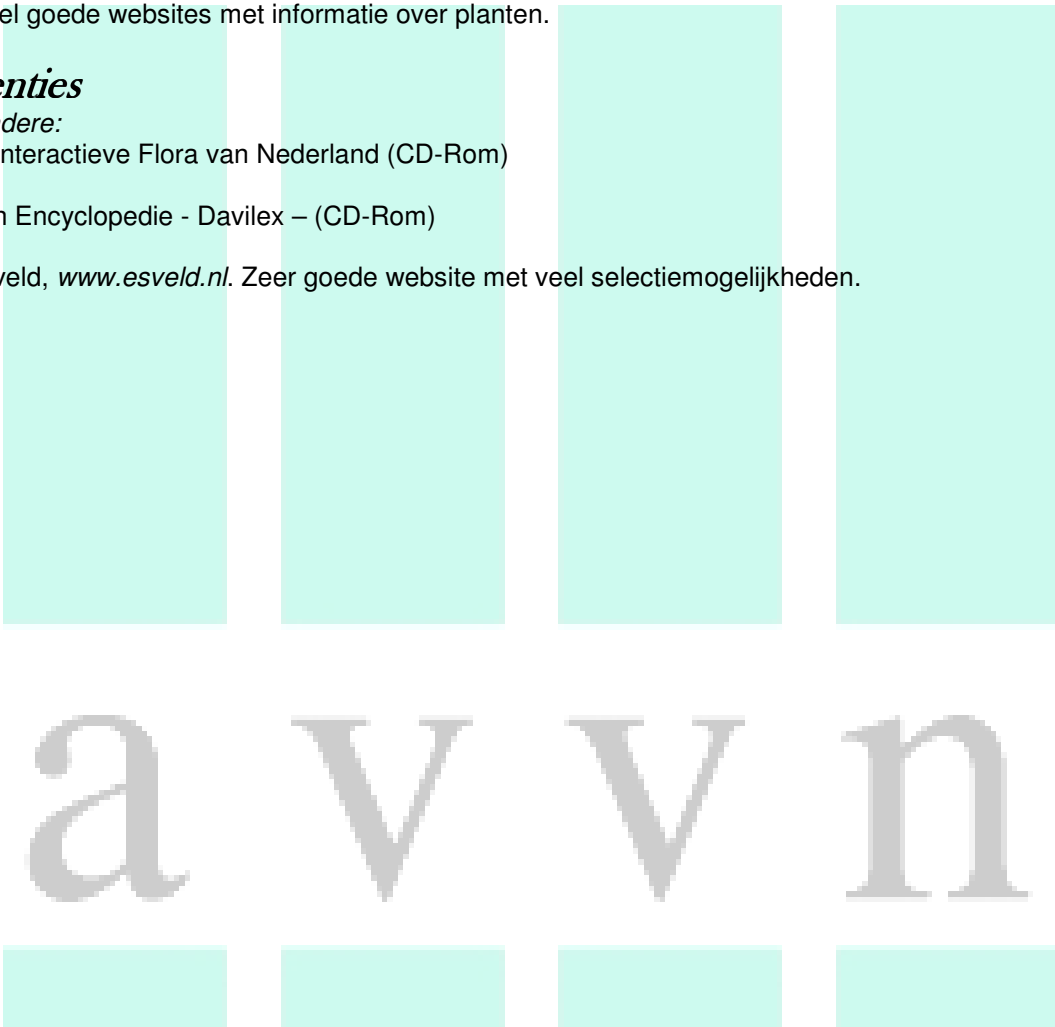 el goede websites met informatie over planten.
enties
dere:
nteractieve Flora van Nederland (CD-Rom)
n Encyclopedie - Davilex – (CD-Rom)
veld, www.esveld.nl. Zeer goede website met veel selectiemogelijkheden.
a v v n